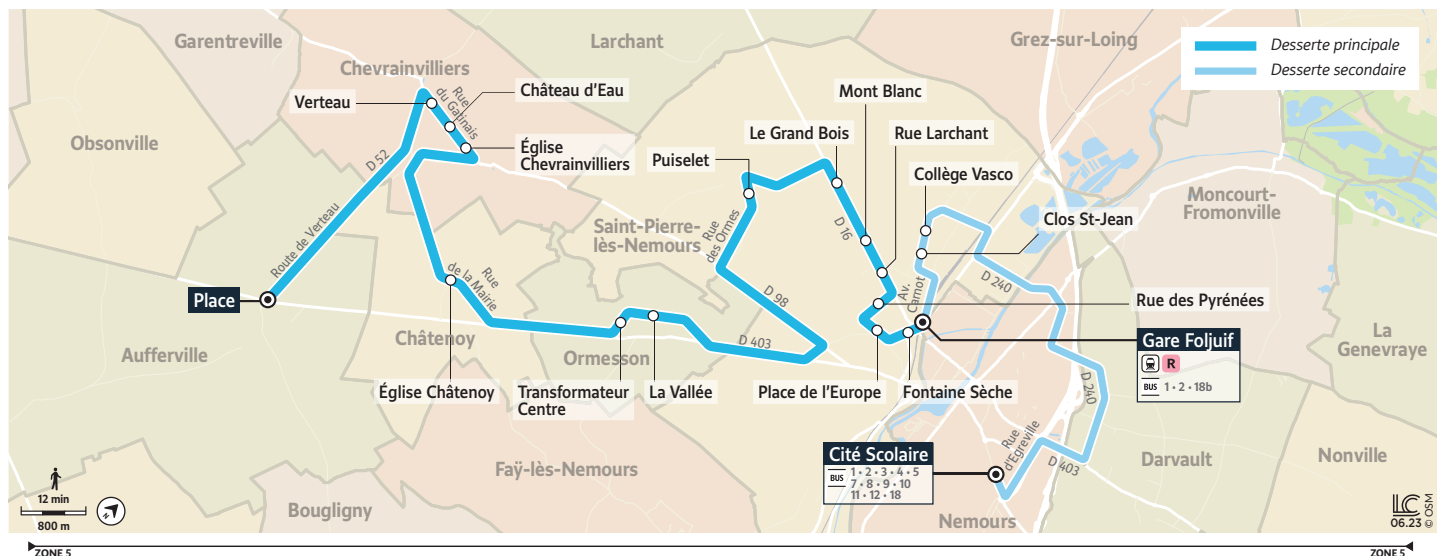 Garentreville
Larchant
Grez-sur-Loing
Desserte principale
Desserte secondaire
Chevrainvilliers
Verteau
Rue
du Gatinais
Château d'Eau
Mont Blanc
Obsonville
Église
Chevrainvilliers
Le Grand Bois
Rue Larchant
Puiselet
Collège Vasco
D 52
Moncourt-
Fromonville
Clos St-Jean
Saint-Pierre-
lès-Nemours
Rue
des Ormes
D 16
Route de Verteau
Rue
de la Mairie
D 98
Av.
Carnot
D 240
Place
Rue des Pyrénées
Aufferville
Châtenoy
Ormesson
D 403
Gare Foljuif
R
BUS 1 • 2 • 18b
La
Genevraye
Église Châtenoy
Transformateur
Centre
La Vallée
Place de l'Europe
Fontaine Sèche
D 240
Rue
d'Egreville
Cité Scolaire
BUS 1 • 2 • 3 • 4 • 5
7 • 8 • 9 • 10
11 • 12 • 18
D 403
Darvault
Nonville
Faÿ-lès-Nemours
Bougligny
Nemours
12 min
800 m
LC
06.23 © OSM
ZONE 5
ZONE 5